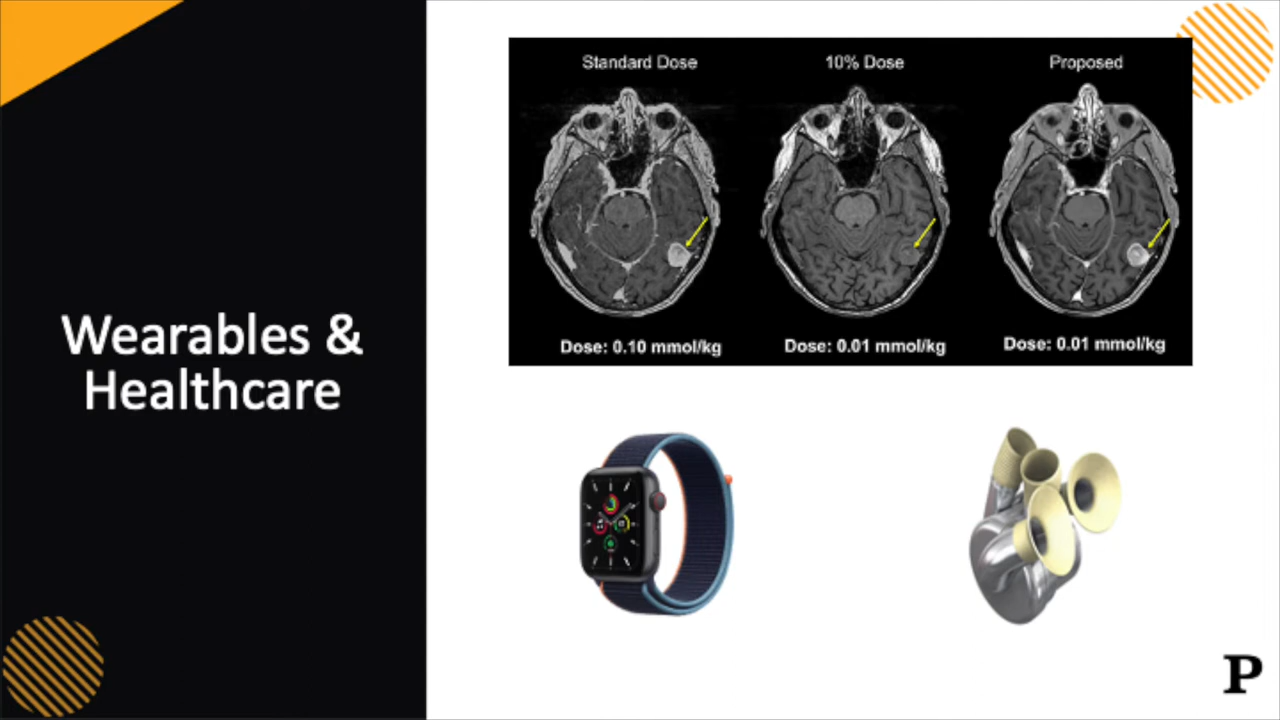 Wearables &
Healthcare
Standard Dose
10% Dose
Proposed
Dose: 0.10 mmol/kg
Dose: 0.01 mmol/kg
Dose: 0.01 mmol/kg
P